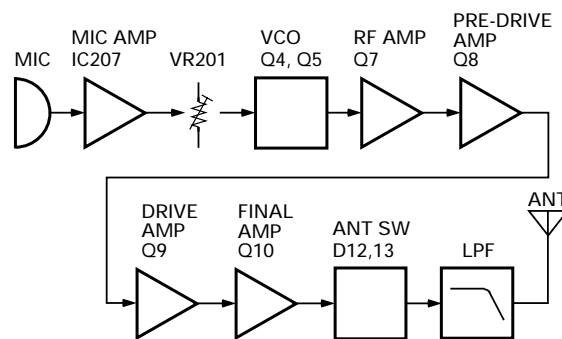 MIC
MIC AMP
IC207
VR201
VCO
Q4, Q5
RF AMP
Q7
PRE-DRIVE
AMP
Q8
DRIVE
AMP
Q9
FINAL
AMP
Q10
ANT SW
D12,13
LPF
ANT